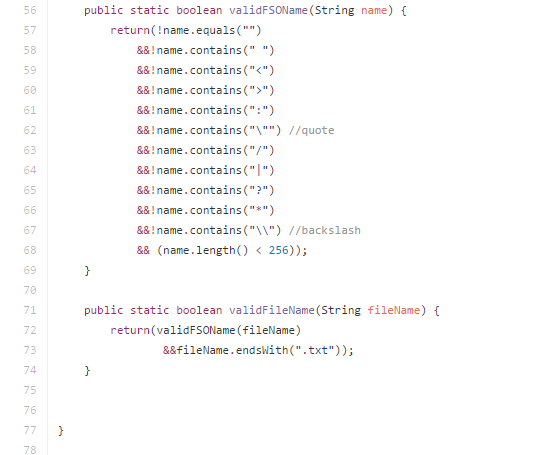 56 public static boolean validFSOName(String name) {
57 return(!name.equals("")
58 &&!name.contains(" ")
59 &&!name.contains("<")
60 &&!name.contains(">")
61 &&!name.contains(":")
62 &&!name.contains("\"") //quote
63 &&!name.contains("/")
64 &&!name.contains("|")
65 &&!name.contains("?")
66 &&!name.contains("*")
67 &&!name.contains("\\") //backslash
68 && (name.length() < 256));
69 }
70
71 public static boolean validFileName(String fileName) {
72 return(validFSOName(fileName)
73 &&fileName.endsWith(".txt"));
74 }
75
76
77 }
78